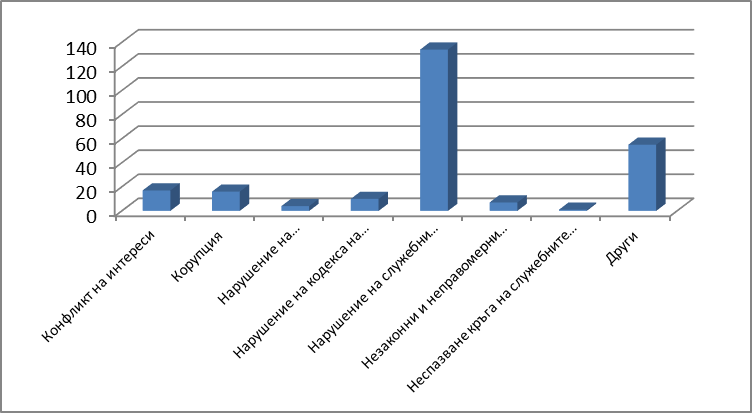 140
120
100
80
60
40
20
0
Конфликт на интереси
Корупция
Нарушение на...
Нарушение на кодекса на...
Нарушение на служебни..
Незаконни и неправомерни..
Неспазване кръга на служебните...
Други